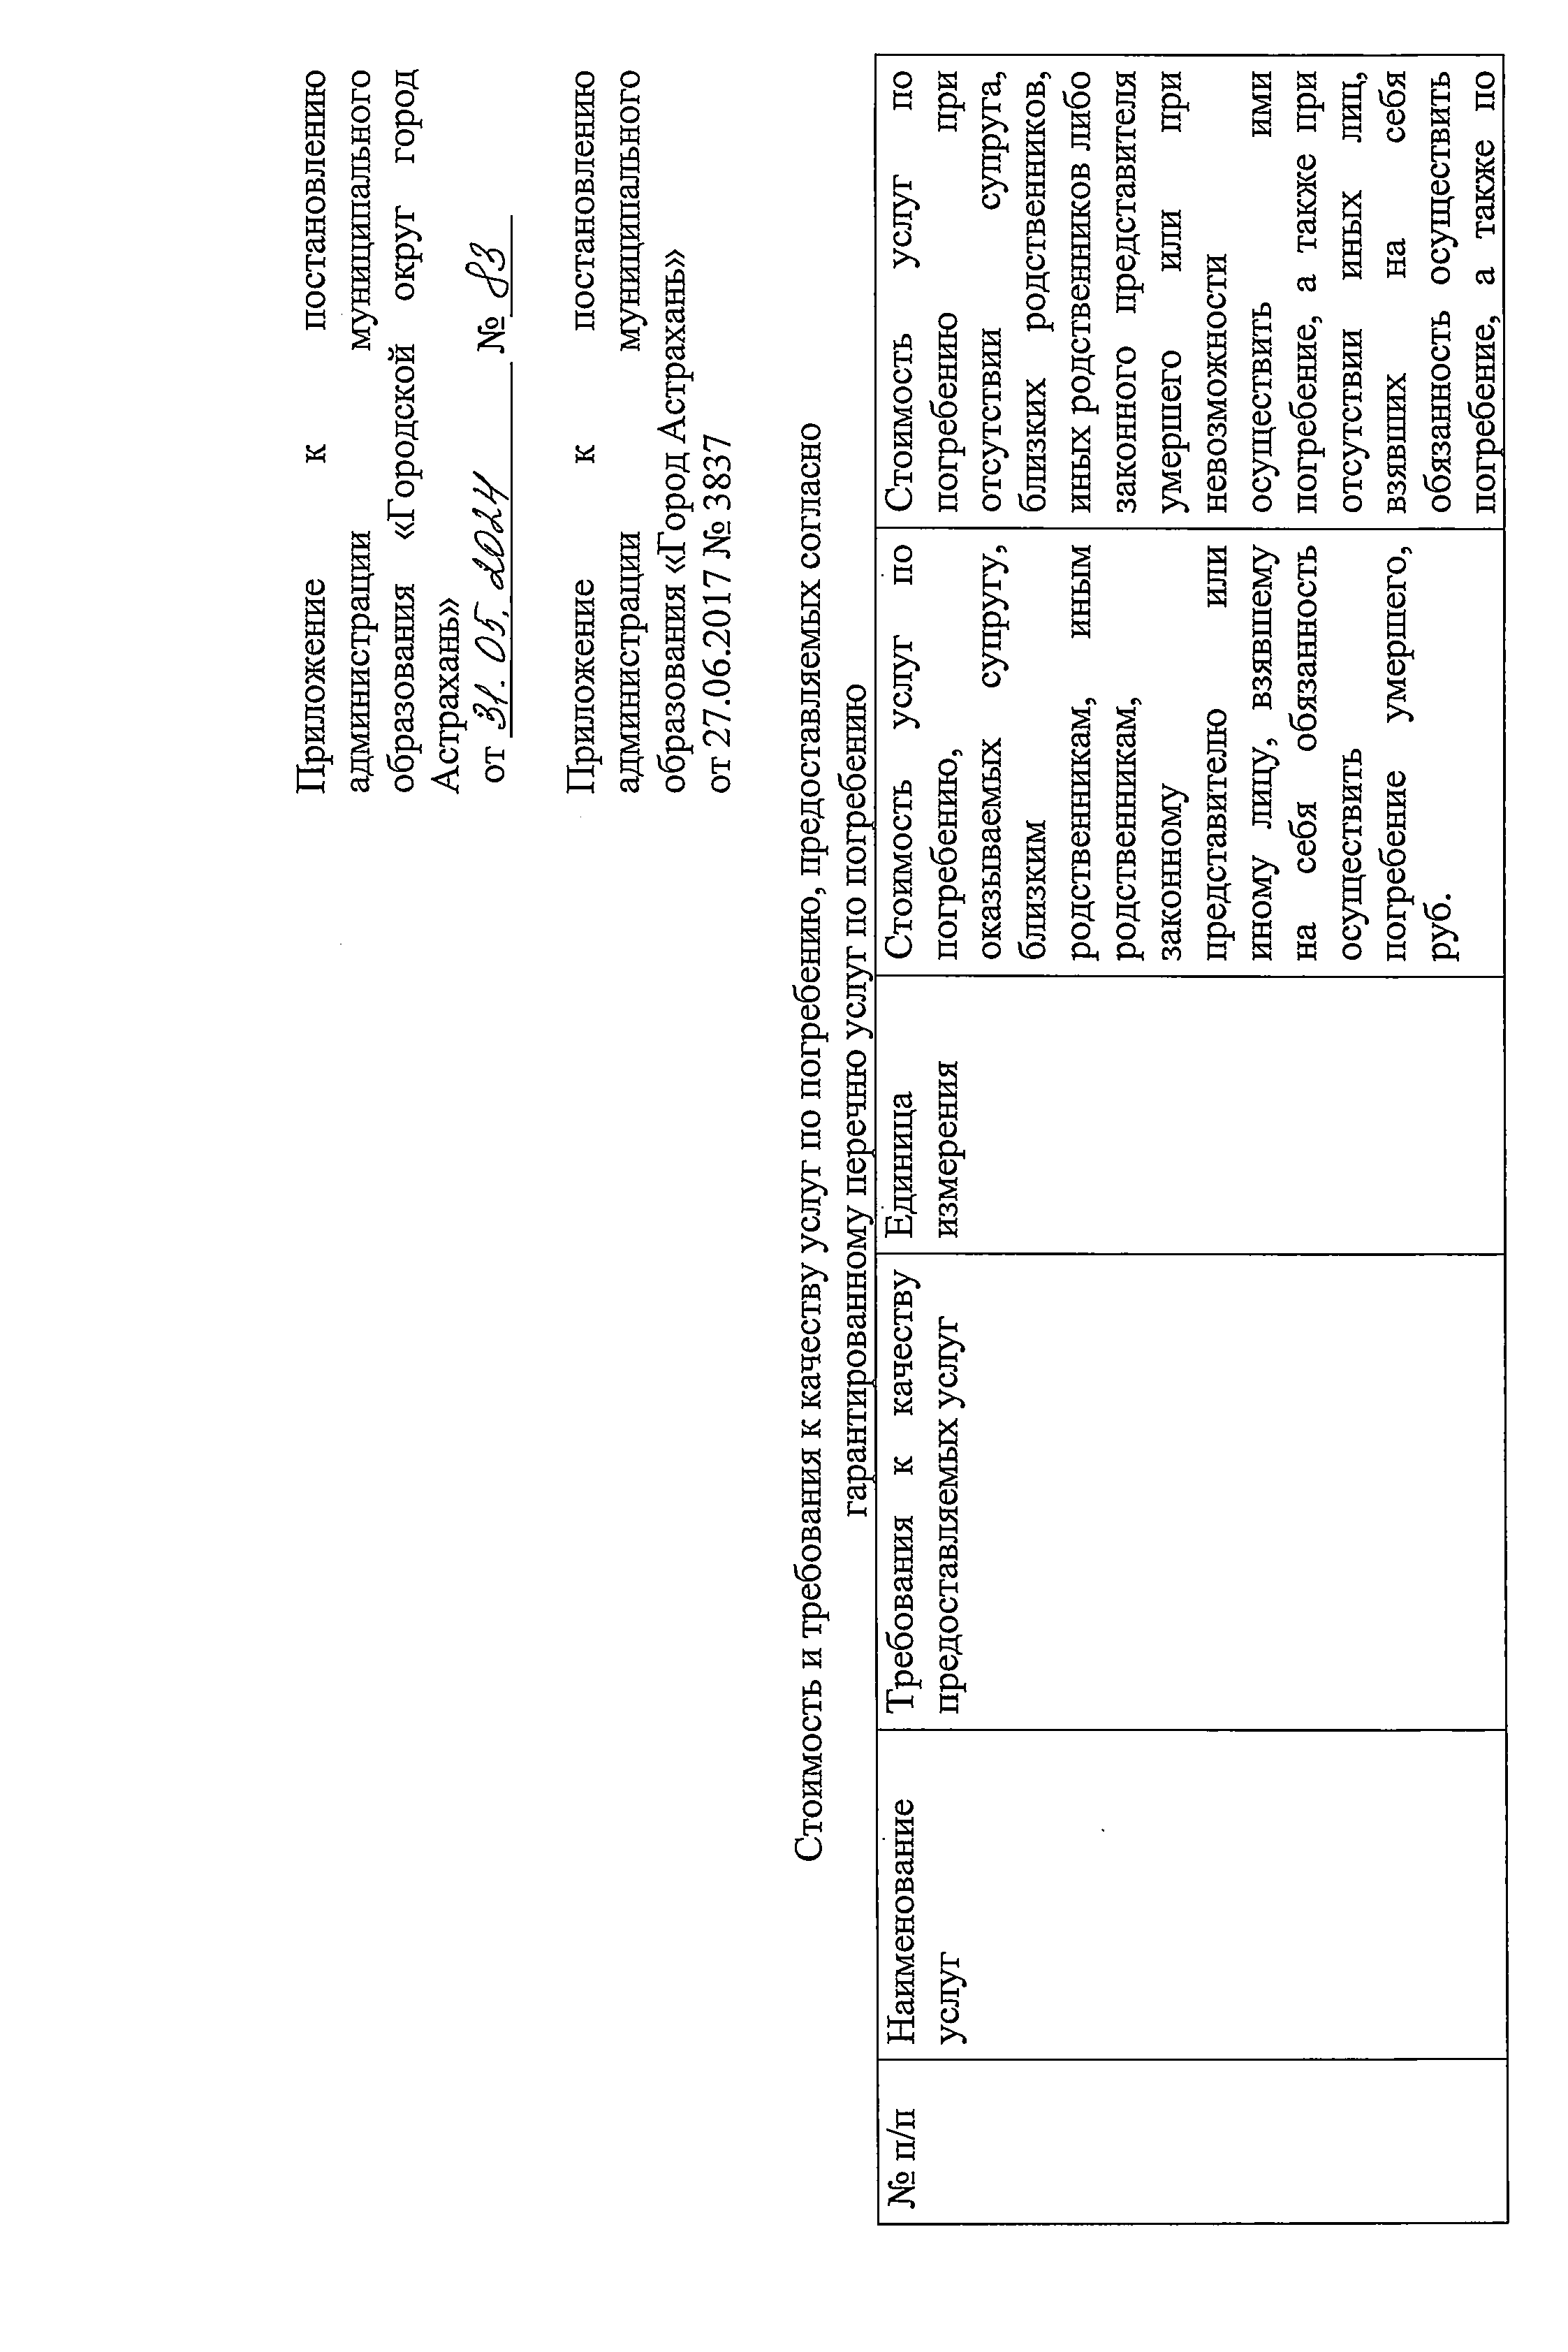 Приложение к постановлению
администрации муниципального
образования «Городской округ город
Астрахань»
от 31.05.2024 № 83
Приложение к постановлению
администрации муниципального
образования «Город Астрахань»
от 27.06.2017 № 3837
Стоимость и требования к качеству услуг по погребению, предоставляемых согласно
гарантированному перечню услуг по погребению
№ п/п
Наименование
услуг
Требования к качеству
предоставляемых услуг
Единица
измерения
Стоимость услуг по
погребению,
оказываемых супругу,
близким
родственникам, иным
родственникам,
законному
представителю или
иному лицу, взявшему
на себя обязанность
осуществить
погребение умершего,
руб.
Стоимость услуг по
погребению при
отсутствии супруга,
близких родственников,
иных родственников либо
законного представителя
умершего или при
невозможности
осуществить ими
погребение, а также при
отсутствии иных лиц,
взявших на себя
обязанность осуществить
погребение, а также по